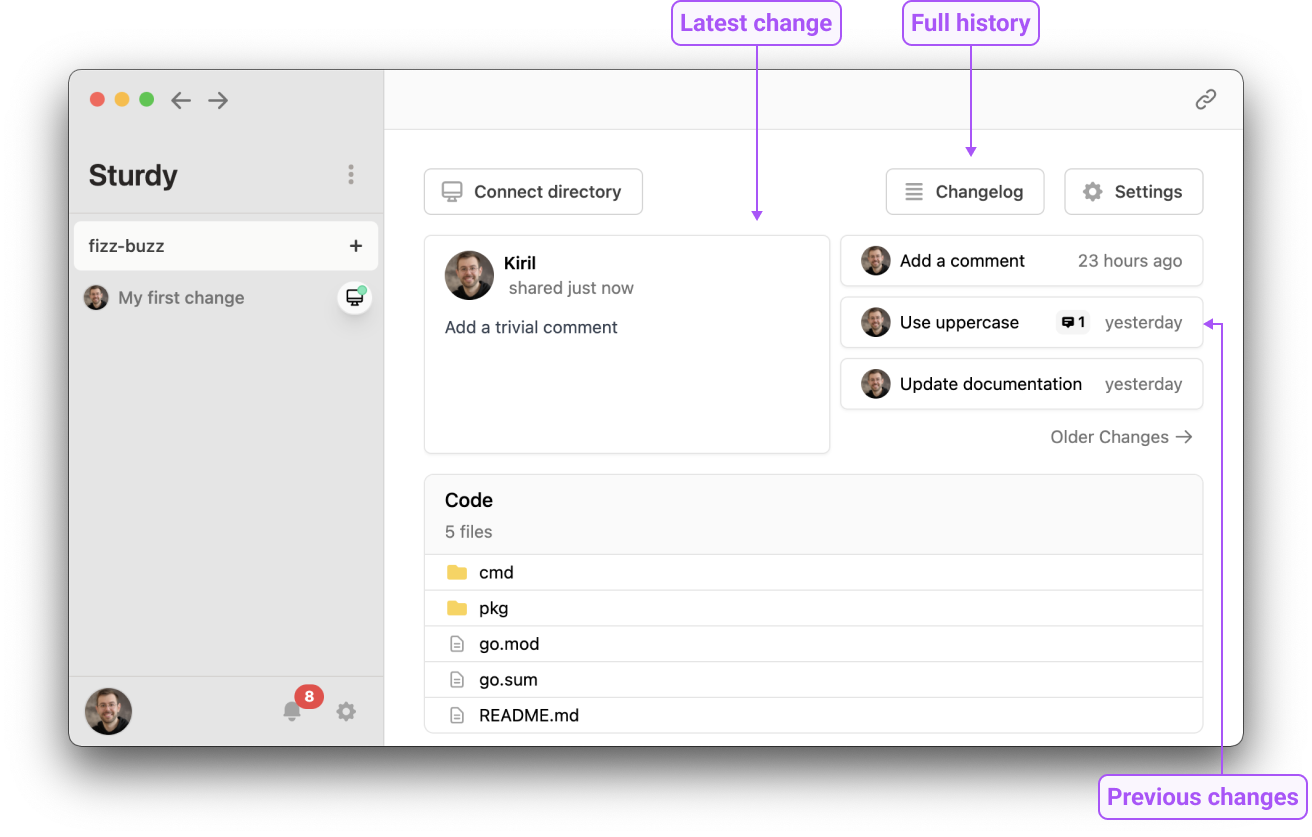 Latest change
Full history
Sturdy
Connect directory
Changelog
Settings
fizz-buzz
+
My first change
Kiril
shared just now
Add a trivial comment
Add a comment
23 hours ago
Use uppercase
1
yesterday
Update documentation
yesterday
Older Changes →
Code
5 files
cmd
pkg
go.mod
go.sum
README.md
8
Previous changes